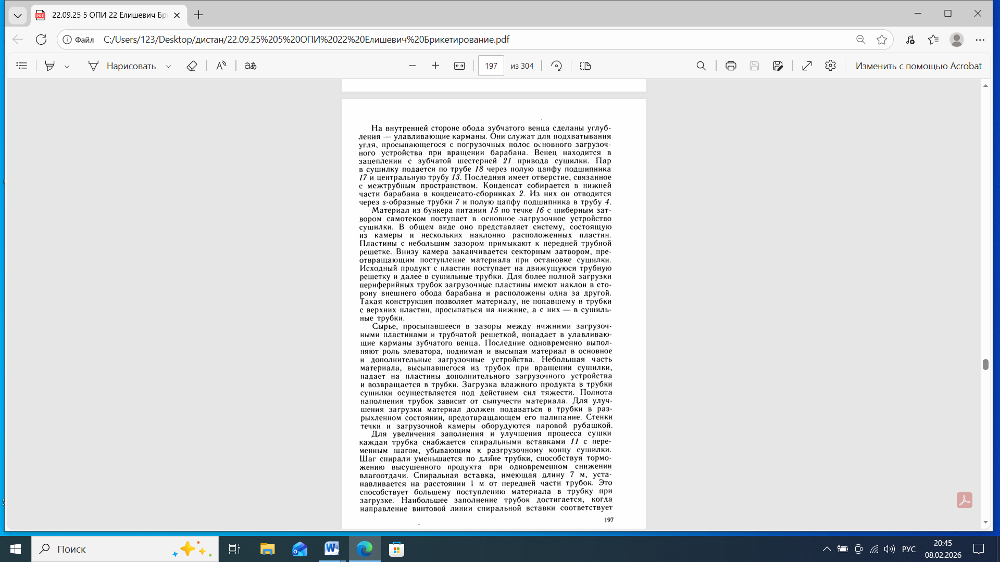 22.09.25 5 ОПИ 22 Елишевич Бр
Файл
C:/Users/123/Desktop/дистан/22.09.25%205%20ОПИ%2022%20Елишевич%20Брикетирование.pdf
Нарисовать
аあ
197
из 304
Изменить с помощью Acrobat
На внутренней стороне обода зубчатого венца сделаны углуб-
ления — улавливающие карманы. Они служат для подхватывания
угля, просыпающегося с погрузочных полос основного загрузоч-
ного устройства при вращении барабана. Венец находится в
зацеплении с зубчатой шестерней 21 привода сушилки. Пар
в сушилку подается по трубе 18 через полую цапфу подшипника
17 и центральную трубу 13. Последняя имеет отверстие, связанное
с межтрубным пространством. Конденсат собирается в нижней
части барабана в конденсато-сборниках 2. Из них он отводится
через s-образные трубки 7 и полую цапфу подшипника в трубу 4.
Материал из бункера питания 15 по течке 16 с шиберным зат-
вором самотеком поступает в основное загрузочное устройство
сушилки. В общем виде оно представляет систему, состоящую
из камеры и нескольких наклонно расположенных пластин.
Пластины с небольшим зазором примыкают к передней трубной
решетке. Внизу камера заканчивается секторным затвором, пре-
отвращающим поступление материала при остановке сушилки.
Исходный продукт с пластин поступает на движущуюся трубную
решетку и далее в сушильные трубки. Для более полной загрузки
периферийных трубок загрузочные пластины имеют наклон в сто-
рону внешнего обода барабана и расположены одна за другой.
Такая конструкция позволяет материалу, не попавшему в трубки
с верхних пластин, просыпаться на нижние, а с них — в сушиль-
ные трубки.
Сырье, просыпавшееся в зазоры между нижними загрузоч-
ными пластинами и трубчатой решеткой, попадает в улавливаю-
щие карманы зубчатого венца. Последние одновременно выпол-
няют роль элеватора, поднимая и высыпая материал в основное
и дополнительные загрузочные устройства. Небольшая часть
материала, высыпавшегося из трубок при вращении сушилки,
падает на пластины дополнительного загрузочного устройства
и возвращается в трубки. Загрузка влажного продукта в трубки
сушилки осуществляется под действием сил тяжести. Полнота
наполнения трубок зависит от сыпучести материала. Для улуч-
шения загрузки материал должен подаваться в трубки в раз-
рыхленном состоянии, предотвращающем его налипание. Стенки
течки и загрузочной камеры оборудуются паровой рубашкой.
Для увеличения заполнения и улучшения процесса сушки
каждая трубка снабжается спиральными вставками 11 с пере-
менным шагом, убывающим к разгрузочному концу сушилки.
Шаг спирали уменьшается по длине трубки, способствуя тормо-
жению высушенного продукта при одновременном снижении
влагоотдачи. Спиральная вставка, имеющая длину 7 м, уста-
навливается на расстоянии 1 м от передней части трубок. Это
способствует большему поступлению материала в трубку при
загрузке. Наибольшее заполнение трубок достигается, когда
направление винтовой линии спиральной вставки соответствует
197
Поиск
РУС
20:45
08.02.2026